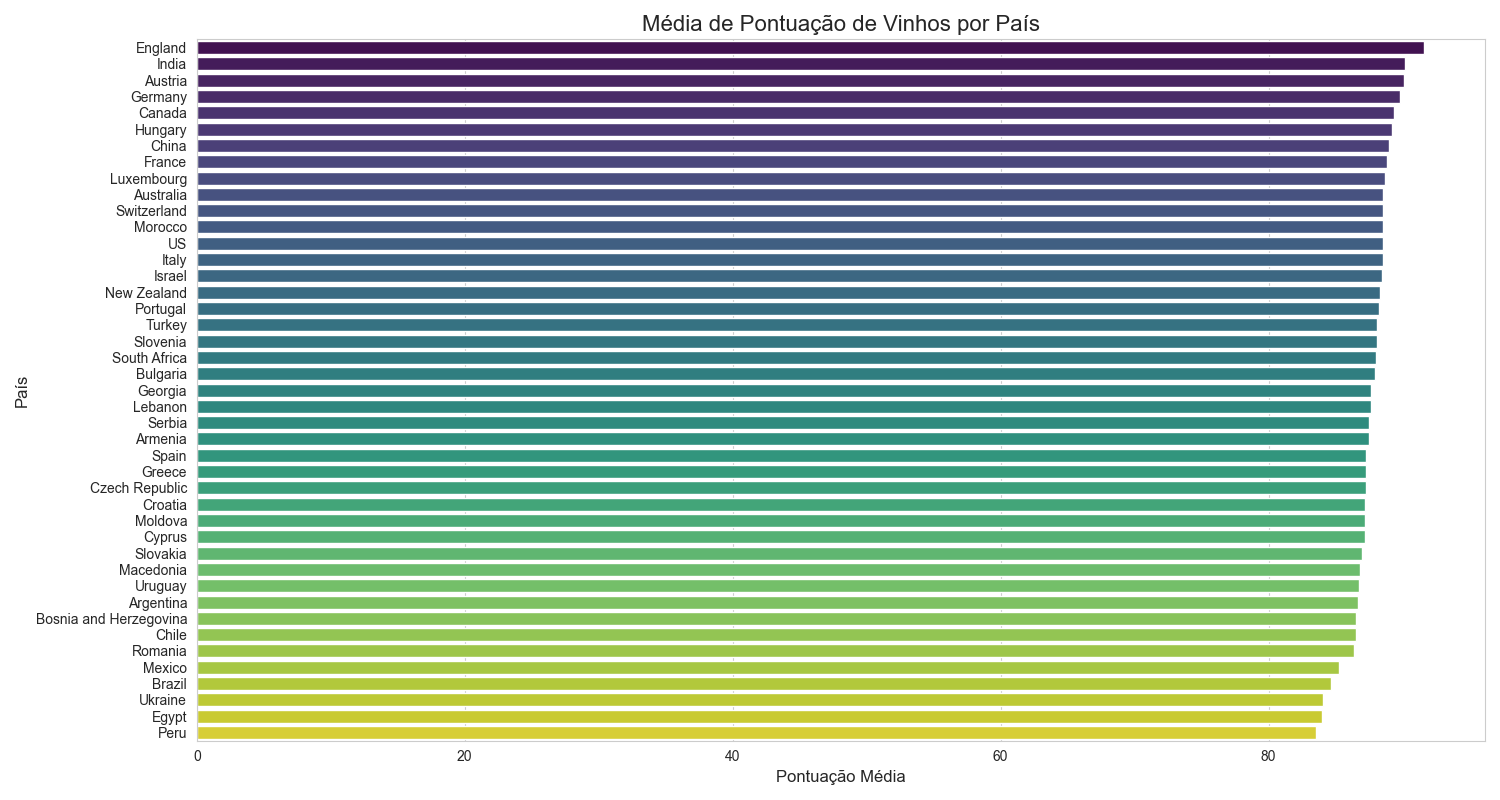 Média de Pontuação de Vinhos por País
England
India
Austria
Germany
Canada
Hungary
China
France
Luxembourg
Australia
Switzerland
Morocco
US
Italy
Israel
New Zealand
Portugal
Turkey
Slovenia
South Africa
Bulgaria
Georgia
Lebanon
Serbia
Armenia
Spain
Greece
Czech Republic
Croatia
Moldova
Cyprus
Slovakia
Macedonia
Uruguay
Argentina
Bosnia and Herzegovina
Chile
Romania
Mexico
Brazil
Ukraine
Egypt
Peru
País
0 20 40 60 80
Pontuação Média